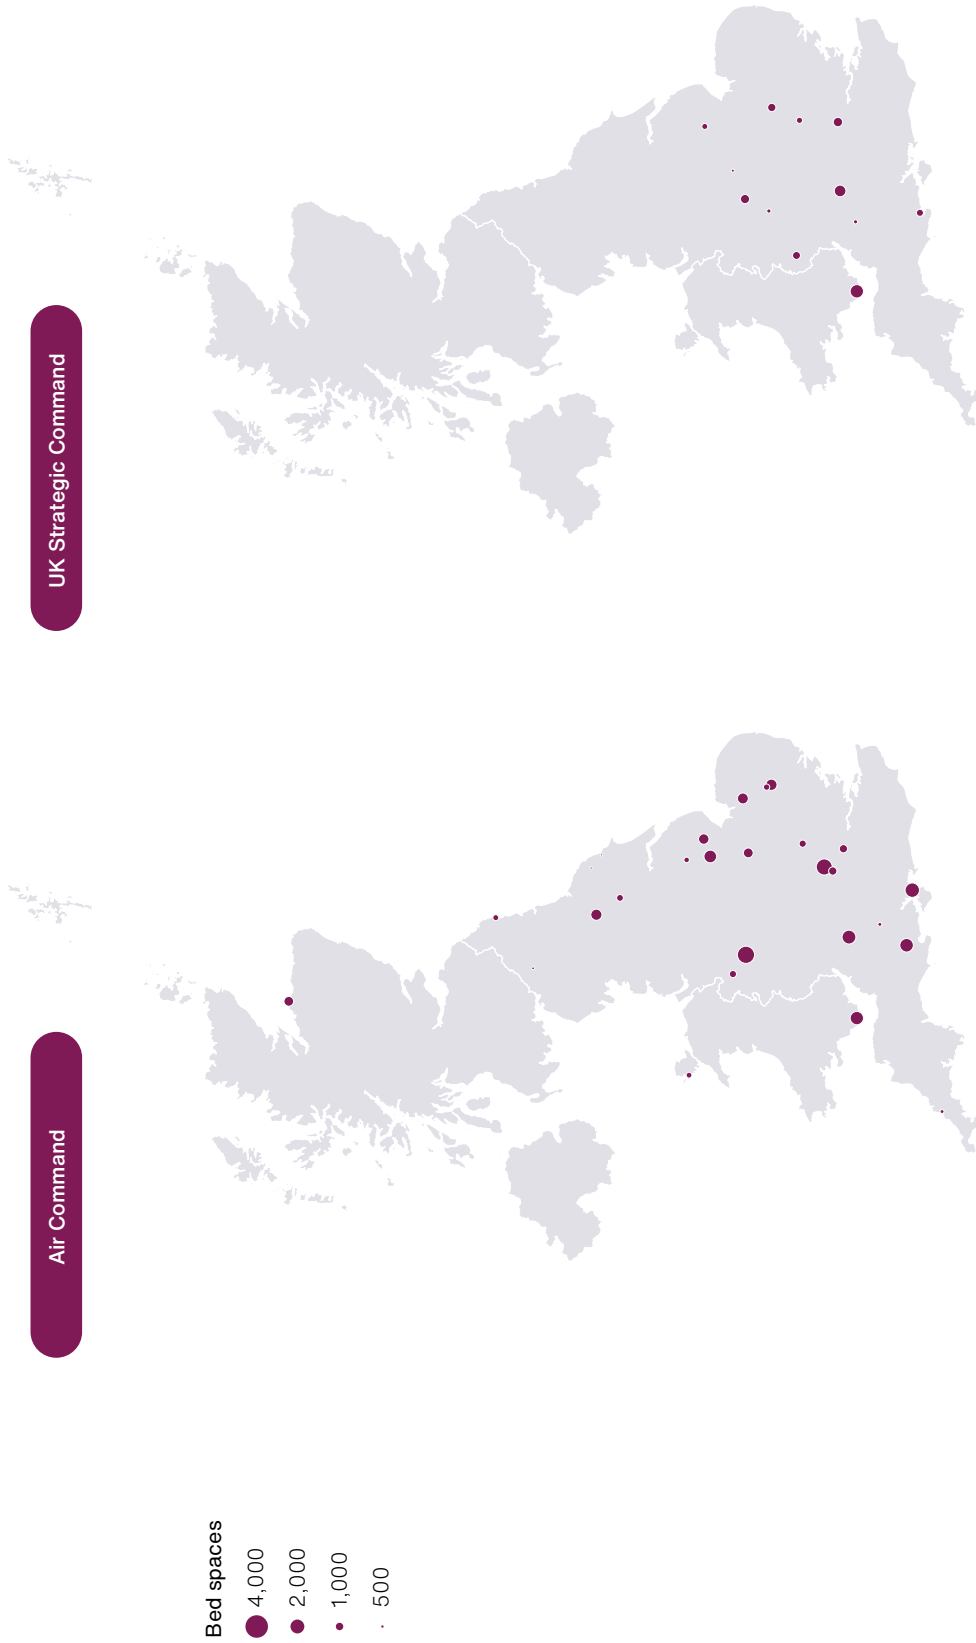 Air Command
UK Strategic Command
Bed spaces
4,000
2,000
1,000
500